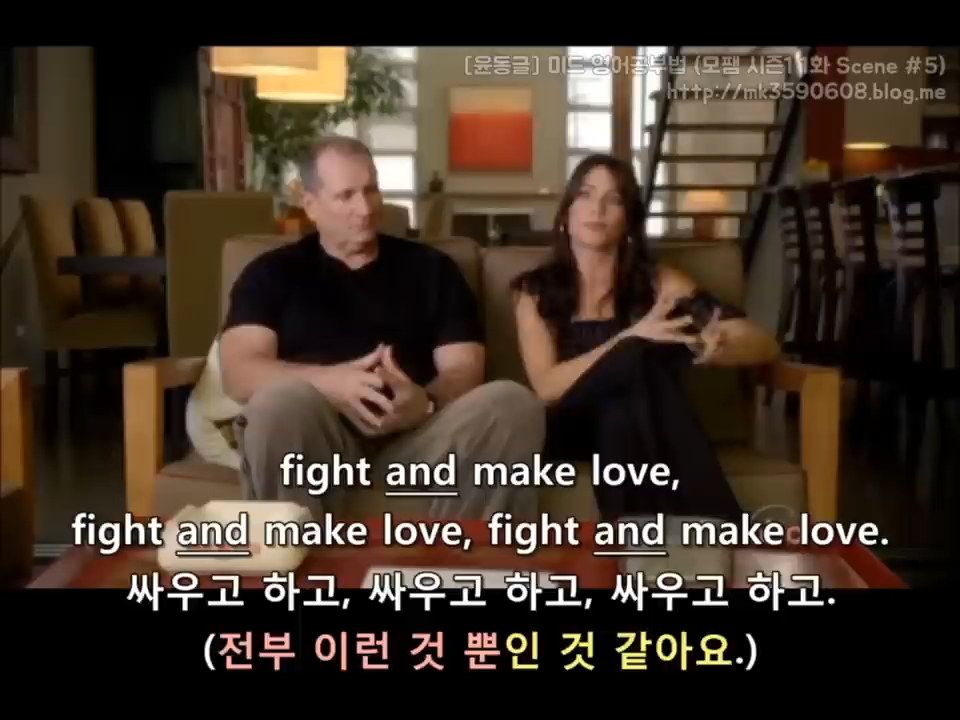 [윤동글] 미드 영어공부법 (모팸 시즌1 1화 Scene #5)
http://mk3590608.blog.me
fight and make love,
fight and make love, fight and make love.
싸우고 하고, 싸우고 하고, 싸우고 하고.
(전부 이런 것 뿐인 것 같아요.)